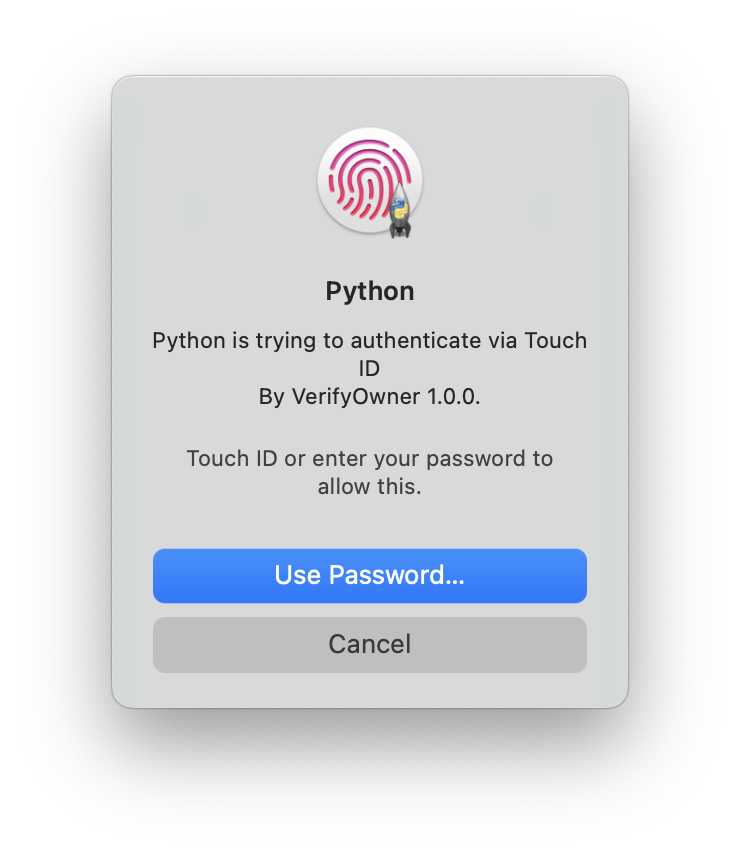 Python
Python is trying to authenticate via Touch
ID
By VerifyOwner 1.0.0.
Touch ID or enter your password to
allow this.
Use Password...
Cancel